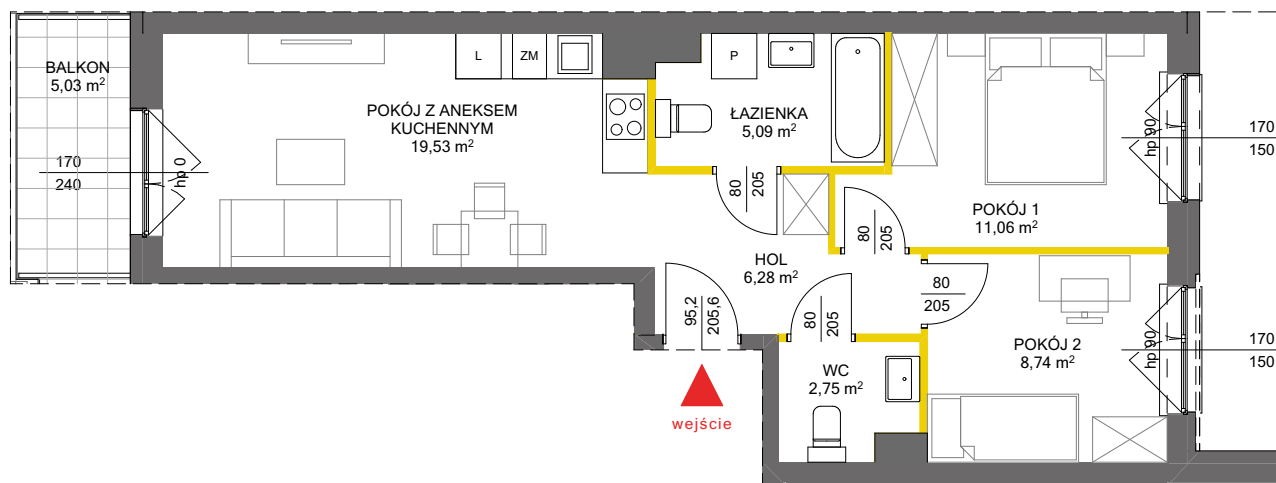 BALKON
5,03 m²
170
240
hp 0
POKÓJ Z ANEKSEM
KUCHENNYM
19,53 m²
L
ZM
P
ŁAZIENKA
5,09 m²
80
205
POKÓJ 1
11,06 m²
80
205
hp 90
170
150
HOL
6,28 m²
95,2
205,6
80
205
80
205
WC
2,75 m²
POKÓJ 2
8,74 m²
hp 90
170
150
wejście